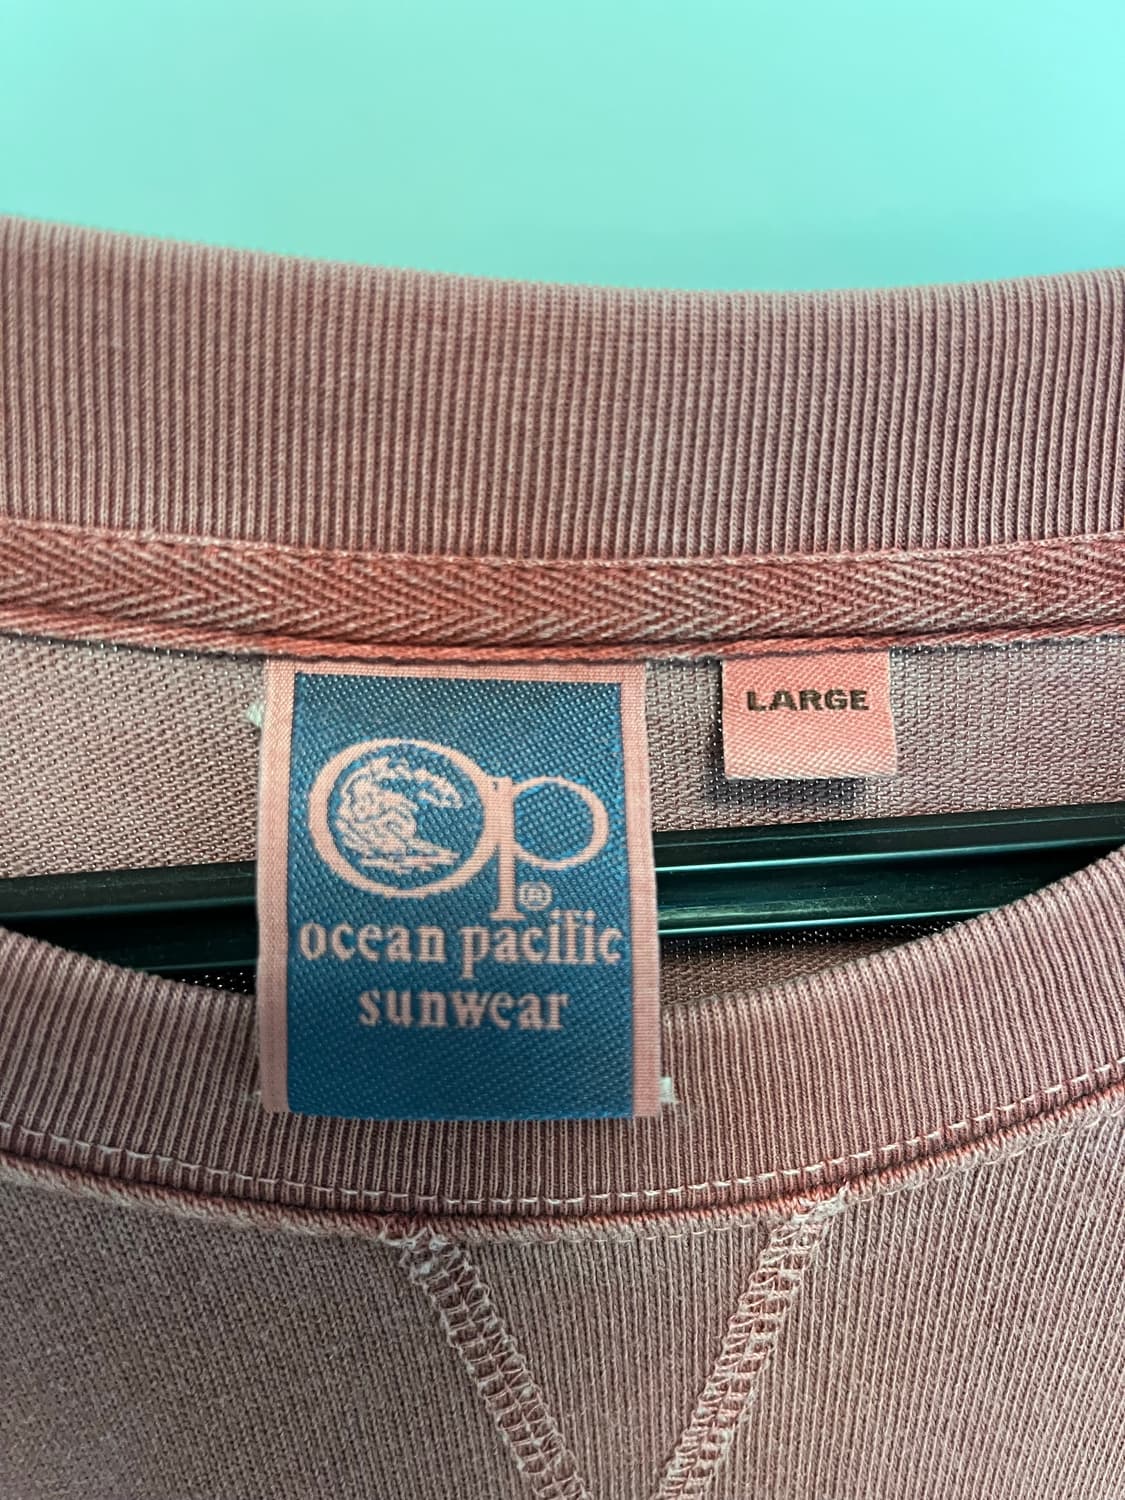 Op®
ocean pacific
sunwear
LARGE